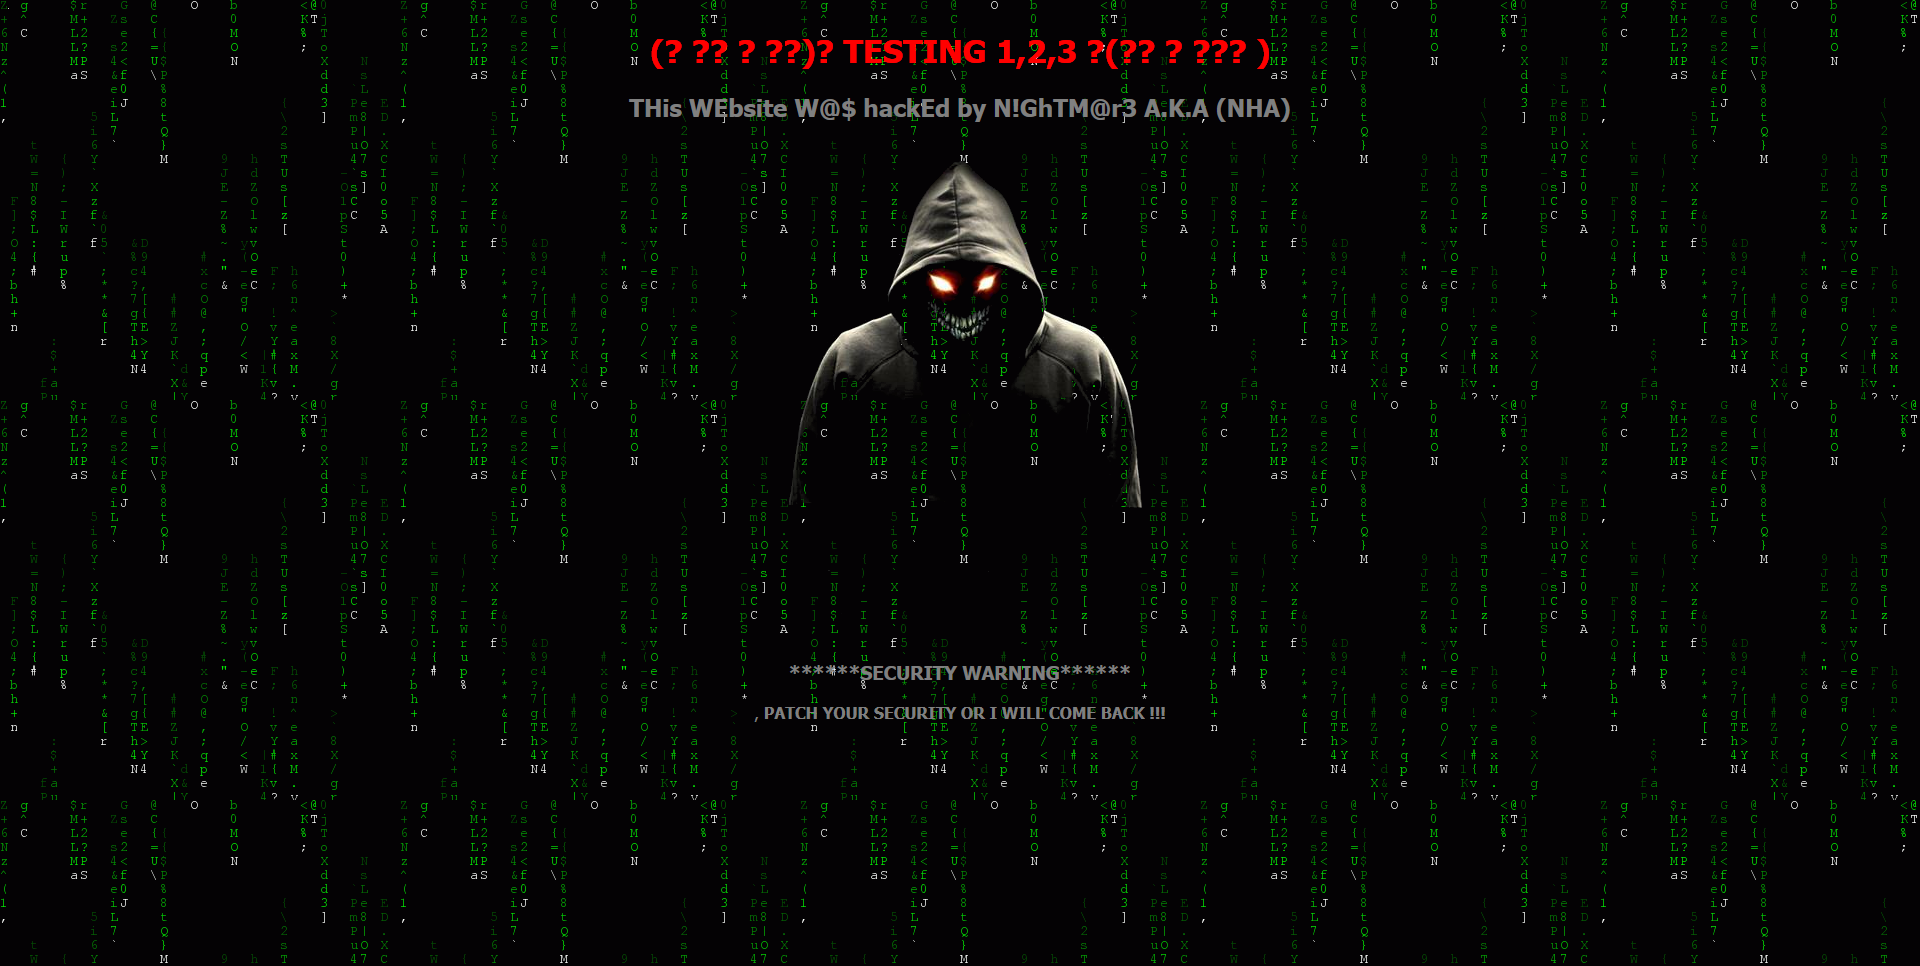 (? ?? ? ??)? TESTING 1,2,3 ?(?? ? ??? )
THis WEbsite W@$ hackEd by N!GhTM@r3 A.K.A (NHA)
******SECURITY WARNING******
, PATCH YOUR SECURITY OR I WILL COME BACK !!!